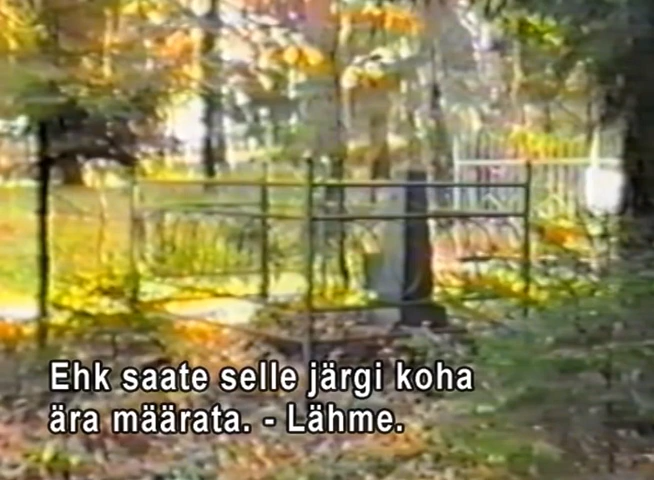 Ehk saate selle järgi koha
ära määrata. - Lähme.